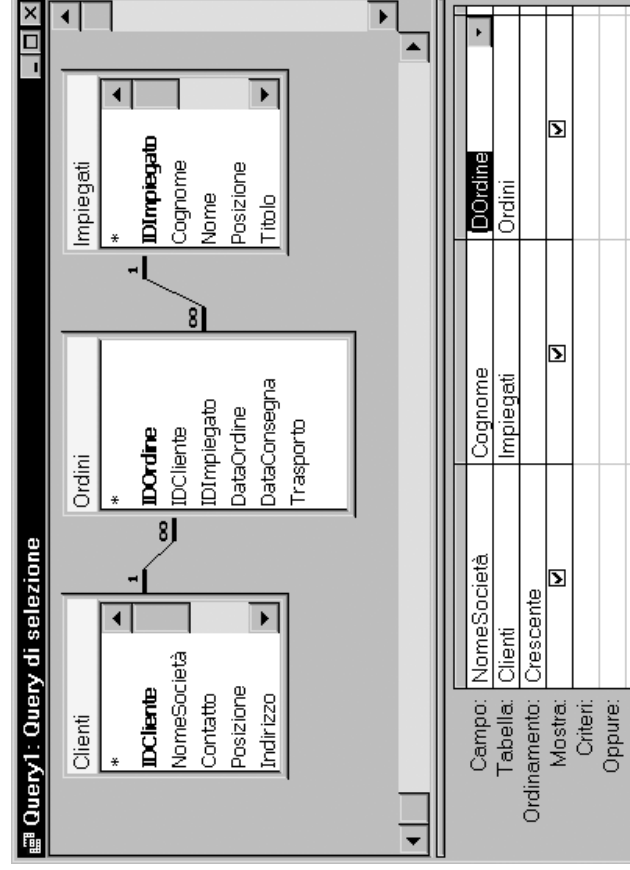 Query1: Query di selezione
Clienti
*
IDCliente
NomeSocietà
Contatto
Posizione
Indirizzo
1
∞
Ordini
*
IDOrdine
IDCliente
IDImpiegato
DataOrdine
DataConsegna
Trasporto
∞
1
Impiegati
*
IDImpiegato
Cognome
Nome
Posizione
Titolo
Campo: NomeSocietà Cognome IDOrdine
Tabella: Clienti Impiegati Ordini
Ordinamento: Crescente
Mostra:
Criteri:
Oppure: